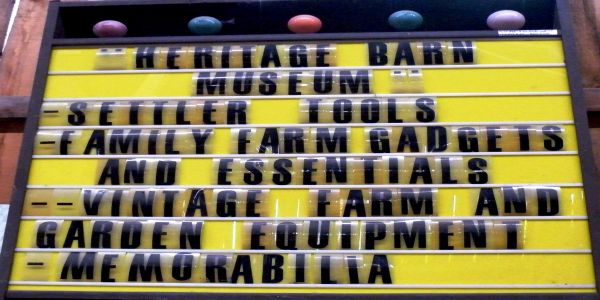 -- HERITAGE BARN
MUSEUM --
- SETTLER TOOLS
- FAMILY FARM GADGETS
AND ESSENTIALS
-- VINTAGE FARM AND
GARDEN EQUIPMENT
- MEMORABILIA